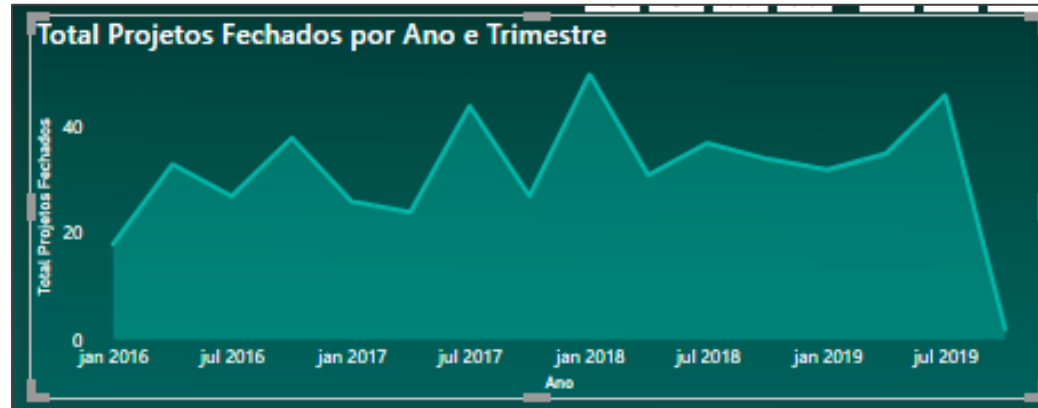 Total Projetos Fechados por Ano e Trimestre
Total Projetos Fechados
40
20
0
jan 2016 jul 2016 jan 2017 jul 2017 jan 2018 jul 2018 jan 2019 jul 2019
Ano